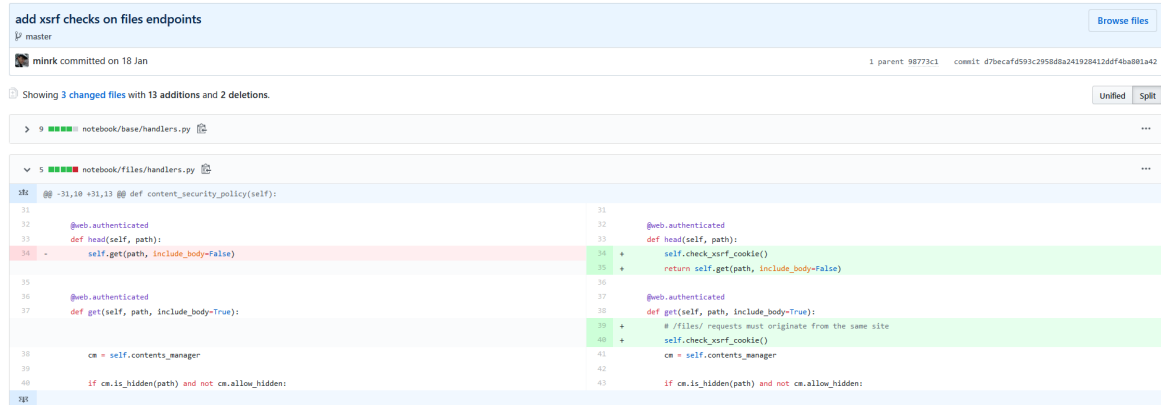 add xsrf checks on files endpoints
Browse files
master
minrk committed on 18 Jan
1 parent 98773c1 commit d7becafd593c2958d8a241928412ddf4ba801a42
Showing 3 changed files with 13 additions and 2 deletions.
Unified Split
9 notebook/base/handlers.py
5 notebook/files/handlers.py
@@ -31,10 +31,13 @@ def content_security_policy(self):
31 31
32 @web.authenticated 32 @web.authenticated
33 def head(self, path): 33 def head(self, path):
34 - self.get(path, include_body=False) 34 + self.check_xsrf_cookie()
35 + return self.get(path, include_body=False)
35 36
36 @web.authenticated 37 @web.authenticated
37 def get(self, path, include_body=True): 38 def get(self, path, include_body=True):
39 + # /files/ requests must originate from the same site
40 + self.check_xsrf_cookie()
38 cm = self.contents_manager 41 cm = self.contents_manager
39 42
40 if cm.is_hidden(path) and not cm.allow_hidden: 43 if cm.is_hidden(path) and not cm.allow_hidden: